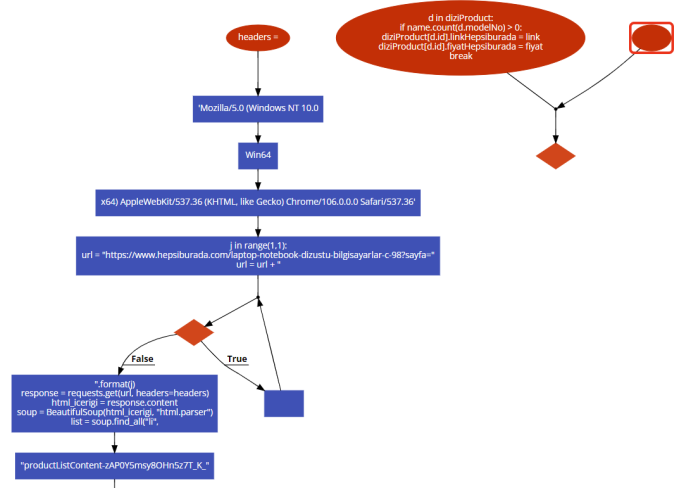 headers =
d in diziProduct:
if name.count(d.modelNo) > 0:
diziProduct[d.id].linkHepsiburada = link
diziProduct[d.id].fiyatHepsiburada = fiyat
break
'Mozilla/5.0 (Windows NT 10.0
Win64
x64) AppleWebKit/537.36 (KHTML, like Gecko) Chrome/106.0.0.0 Safari/537.36'
j in range(1,1):
url = "https://www.hepsiburada.com/laptop-notebook-dizustu-bilgisayarlar-c-98?sayfa="
url = url + "
False
True
".format(j)
response = requests.get(url, headers=headers)
html_icerigi = response.content
soup = BeautifulSoup(html_icerigi, "html.parser")
list = soup.find_all("li",
"productListContent-zAP0Y5msy8OHn5z7T_K_"